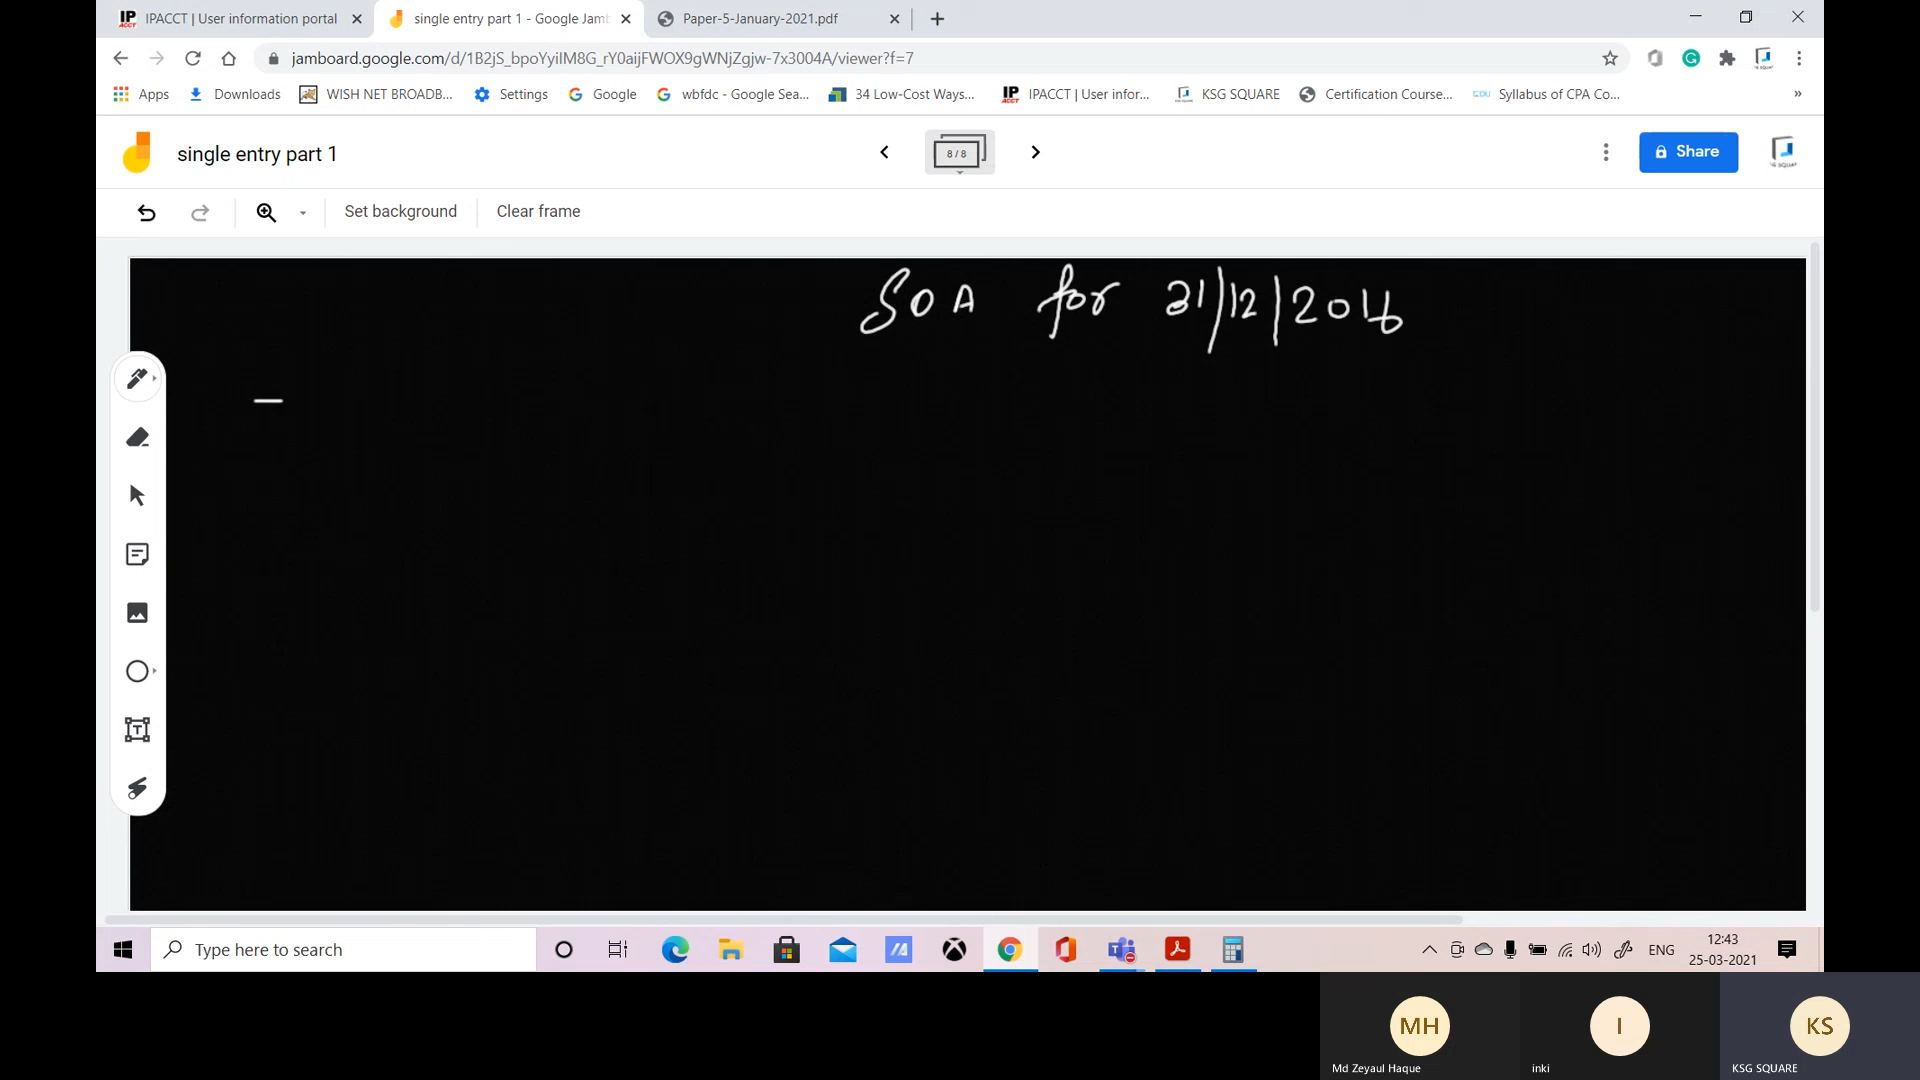 IPACCT | User information portal
single entry part 1 - Google Jamb
Paper-5-January-2021.pdf
jamboard.google.com/d/1B2jS_bpoYyiIM8G_rY0aijFWOX9gWNjZgjw-7x3004A/viewer?f=7
Apps Downloads WISH NET BROADB... Settings Google wbfdc - Google Sea... 34 Low-Cost Ways... IPACCT | User infor... KSG SQUARE Certification Course... Syllabus of CPA Co... »
single entry part 1
8 / 8
Share
Set background Clear frame
SOA for 31/12/2016
Type here to search
ENG
12:43
25-03-2021
MH
Md Zeyaul Haque
I
inki
KS
KSG SQUARE